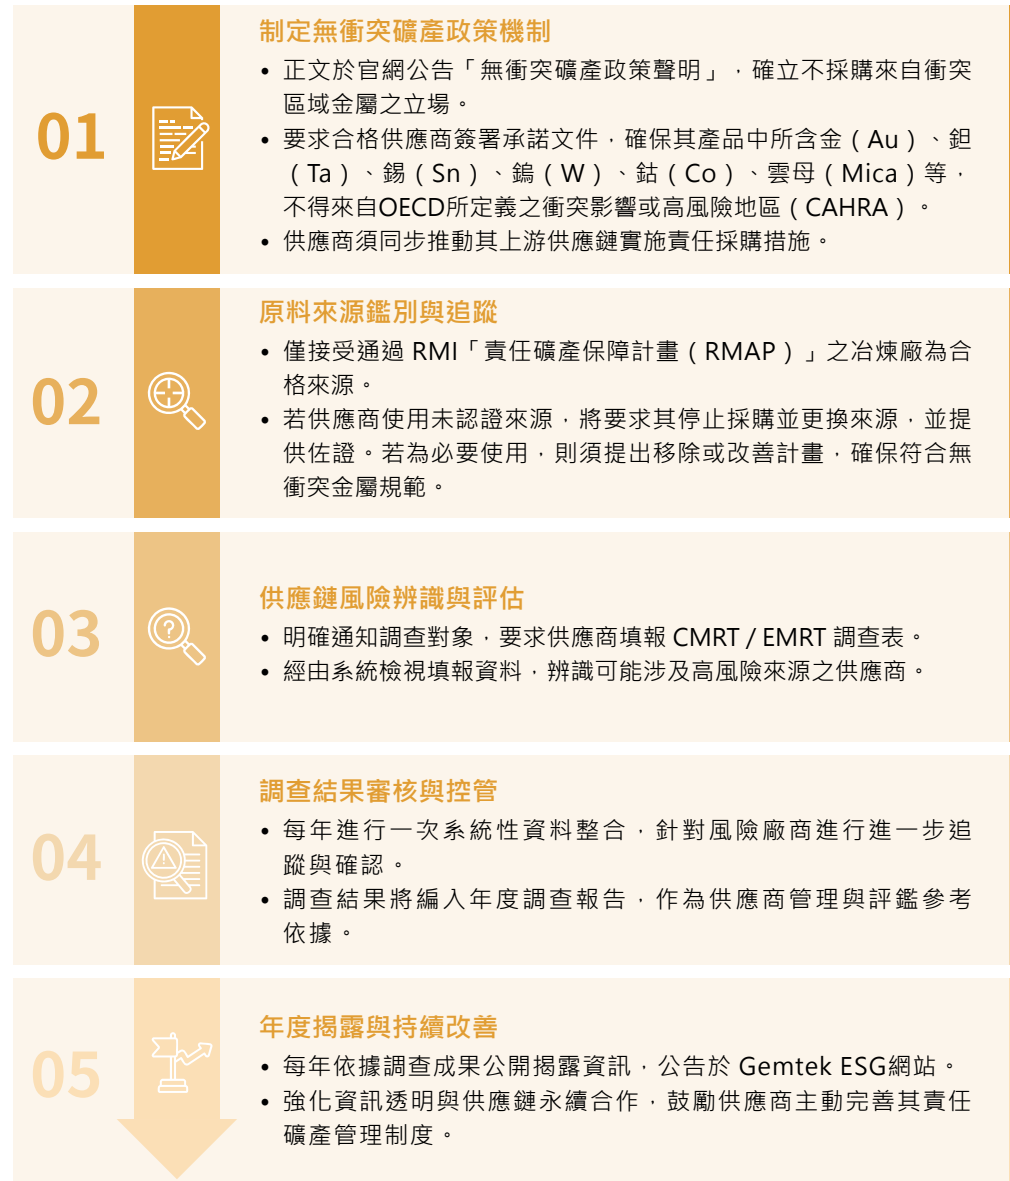 01
制定無衝突礦產政策機制
• 正文於官網公告「無衝突礦產政策聲明」，確立不採購來自衝突
區域金屬之立場。
• 要求合格供應商簽署承諾文件，確保其產品中所含金（Au）、鉭
（Ta）、錫（Sn）、鎢（W）、鈷（Co）、雲母（Mica）等，
不得來自OECD所定義之衝突影響或高風險地區（CAHRA）。
• 供應商須同步推動其上游供應鏈實施責任採購措施。
02
原料來源鑑別與追蹤
• 僅接受通過 RMI「責任礦產保障計畫（RMAP）」之冶煉廠為合
格來源。
• 若供應商使用未認證來源，將要求其停止採購並更換來源，並提
供佐證。若為必要使用，則須提出移除或改善計畫，確保符合無
衝突金屬規範。
03
供應鏈風險辨識與評估
• 明確通知調查對象，要求供應商填報 CMRT / EMRT 調查表。
• 經由系統檢視填報資料，辨識可能涉及高風險來源之供應商。
04
調查結果審核與控管
• 每年進行一次系統性資料整合，針對風險廠商進行進一步追
蹤與確認。
• 調查結果將編入年度調查報告，作為供應商管理與評鑑參考
依據。
05
年度揭露與持續改善
• 每年依據調查成果公開揭露資訊，公告於 Gemtek ESG網站。
• 強化資訊透明與供應鏈永續合作，鼓勵供應商主動完善其責任
礦產管理制度。